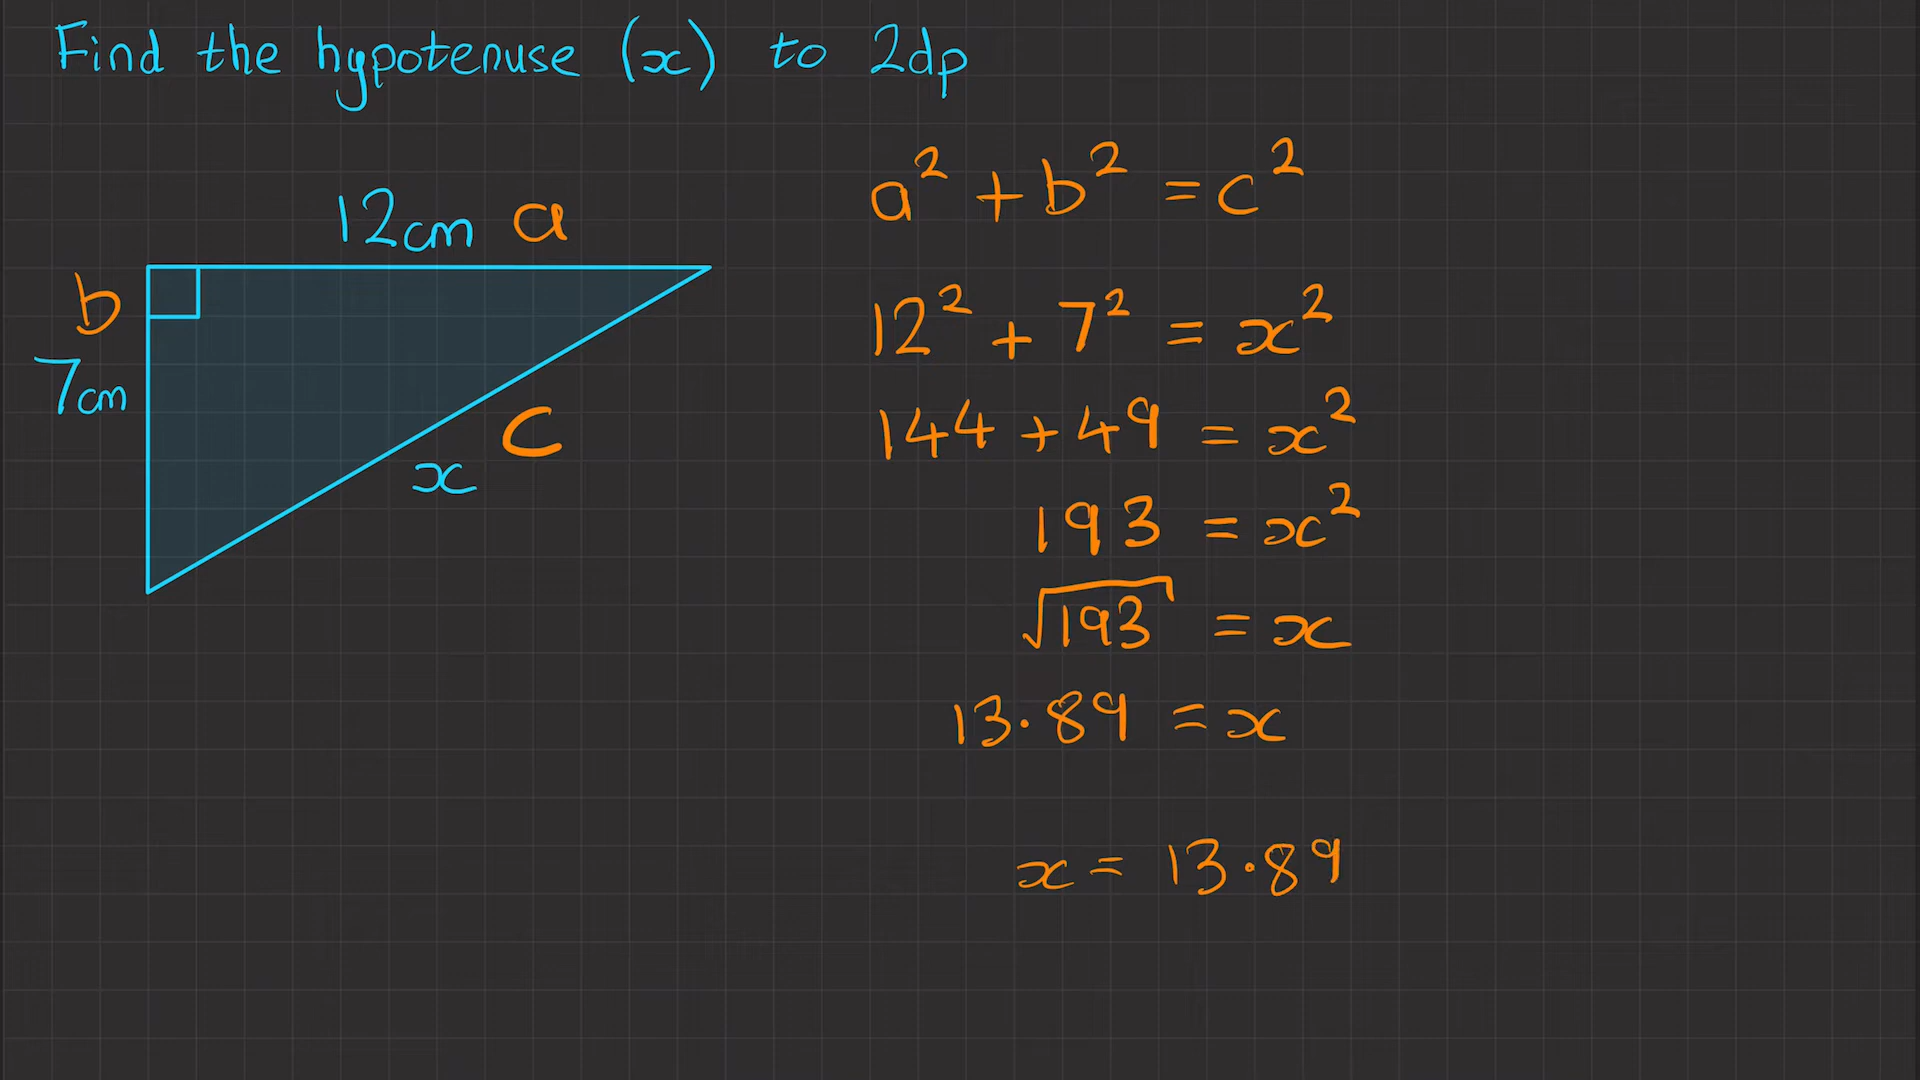 Find the hypotenuse (x) to 2dp
12cm a
b
7cm
c
x
a² + b² = c²
12² + 7² = x²
144 + 49 = x²
193 = x²
√193 = x
13·89 = x
x = 13·89